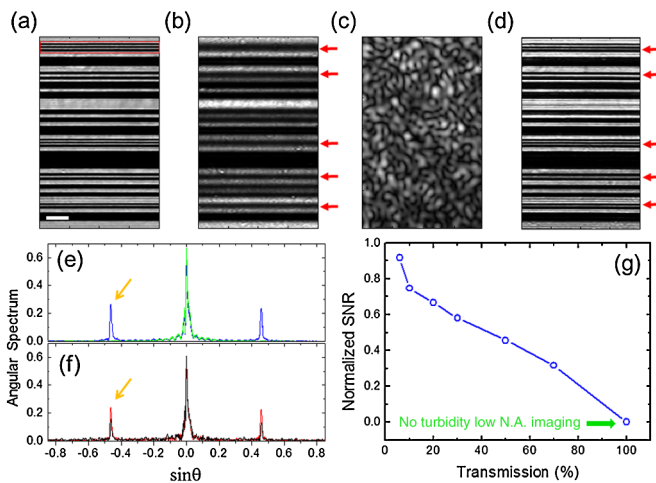 (a)
(b)
(c)
(d)
(e)
Angular Spectrum
0.6
0.4
0.2
0.0
(f)
0.6
0.4
0.2
0.0
-0.8 -0.6 -0.4 -0.2 0.0 0.2 0.4 0.6 0.8
sinθ
(g)
Normalized SNR
1.0
0.8
0.6
0.4
0.2
0.0
No turbidity low N.A. imaging
0 20 40 60 80 100
Transmission (%)